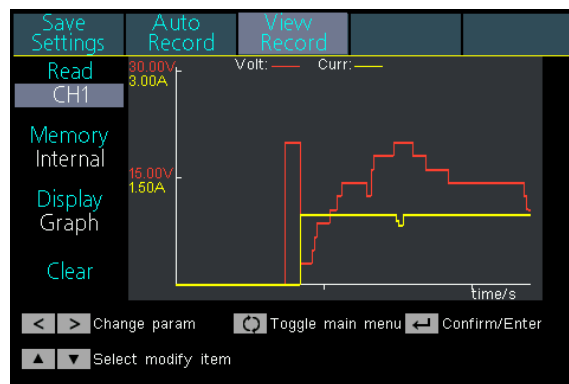 Save Settings
Auto Record
View Record
Read
CH1
Memory
Internal
Display
Graph
Clear
30.00V
3.00A
Volt:
Curr:
15.00V
1.50A
time/s
< > Change param
Toggle main menu
Confirm/Enter
▲ ▼ Select modify item